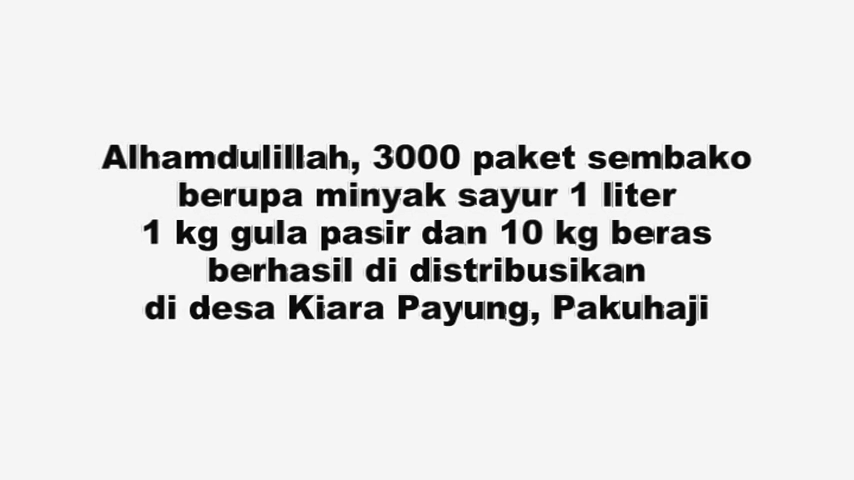 Alhamdulillah, 3000 paket sembako
berupa minyak sayur 1 liter
1 kg gula pasir dan 10 kg beras
berhasil di distribusikan
di desa Kiara Payung, Pakuhaji